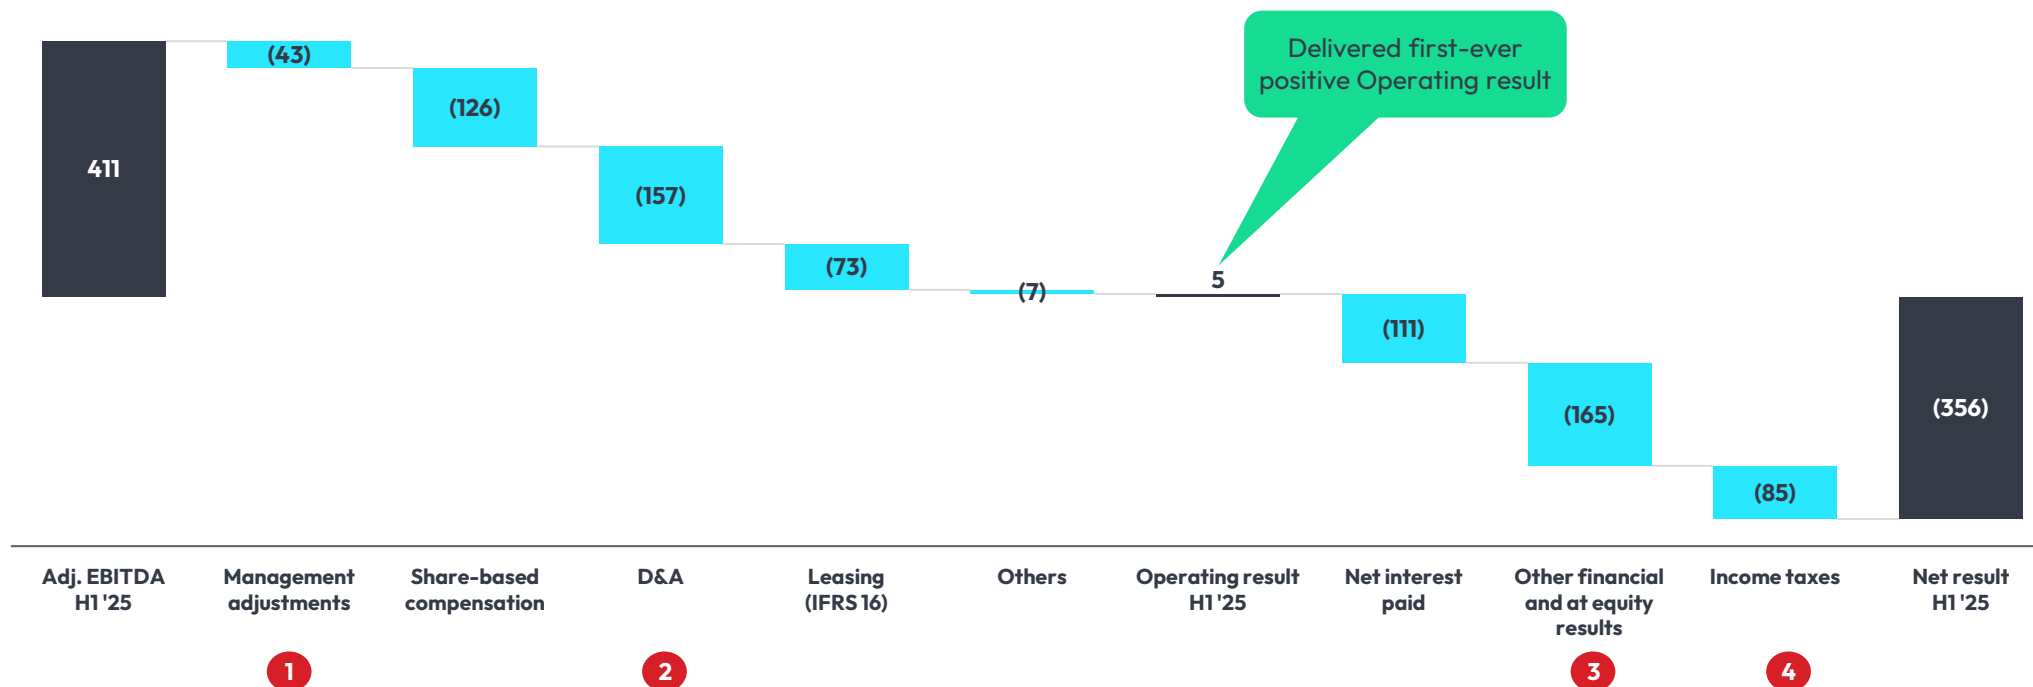 Delivered first-ever
positive Operating result
411
(43)
(126)
(157)
(73)
(7)
5
(111)
(165)
(85)
(356)
Adj. EBITDA
H1 '25
Management
adjustments
Share-based
compensation
D&A
Leasing
(IFRS 16)
Others
Operating result
H1 '25
Net interest
paid
Other financial
and at equity
results
Income taxes
Net result
H1 '25
1
2
3
4